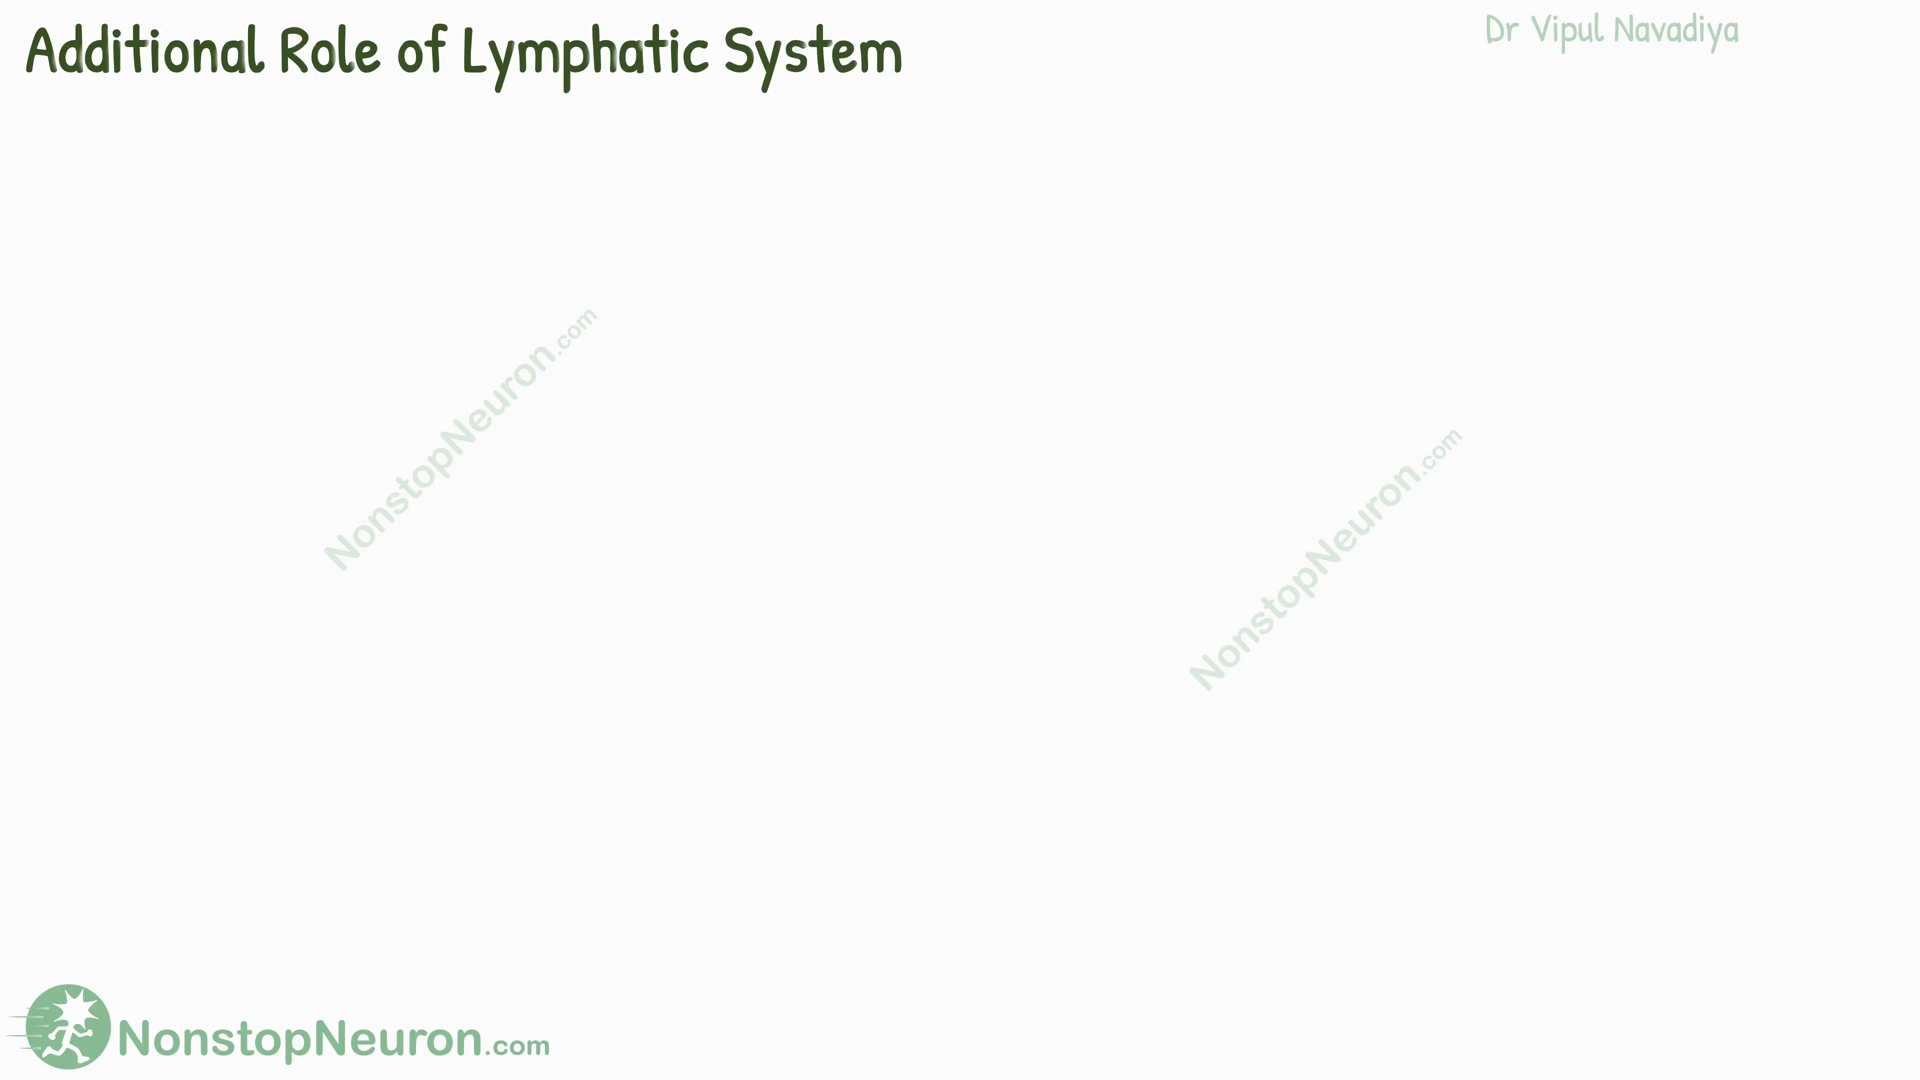 Additional Role of Lymphatic System
Dr Vipul Navadiya
NonstopNeuron.com
NonstopNeuron.com
NonstopNeuron.com